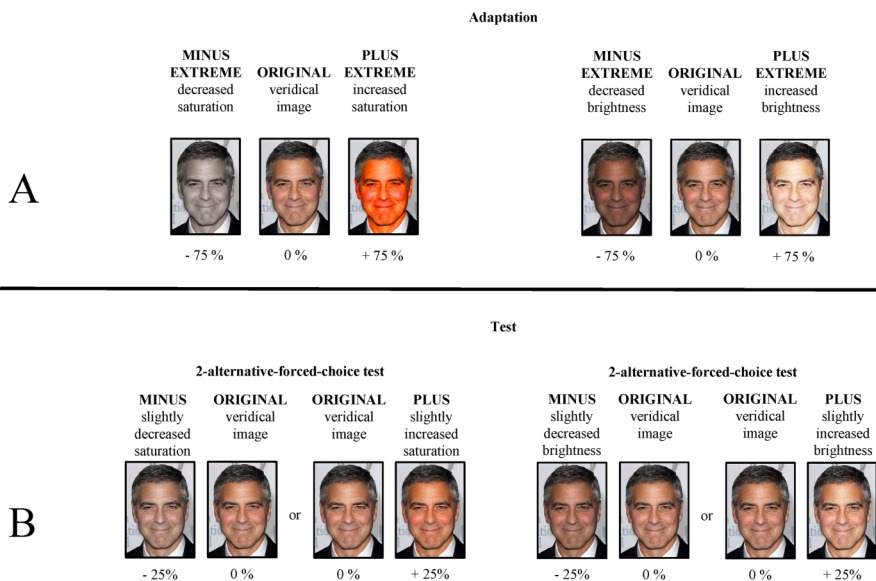 Adaptation
MINUS EXTREME decreased saturation
ORIGINAL veridical image
PLUS EXTREME increased saturation
MINUS EXTREME decreased brightness
ORIGINAL veridical image
PLUS EXTREME increased brightness
A
- 75 % 0 % + 75 % - 75 % 0 % + 75 %
Test
2-alternative-forced-choice test 2-alternative-forced-choice test
MINUS slightly decreased saturation
ORIGINAL veridical image
ORIGINAL veridical image
PLUS slightly increased saturation
MINUS slightly decreased brightness
ORIGINAL veridical image
ORIGINAL veridical image
PLUS slightly increased brightness
B
or or
- 25% 0 % 0 % + 25% - 25% 0 % 0 % + 25%